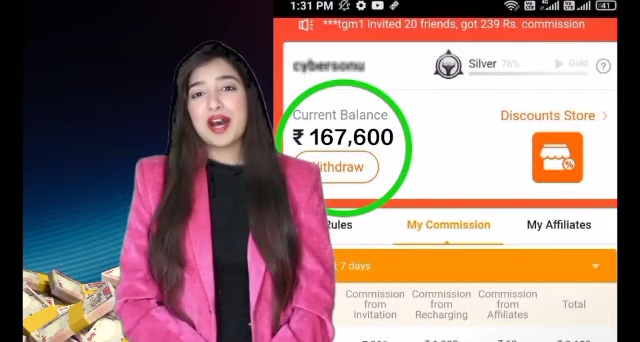 1:31 PM
41
***tgm1 invited 20 friends, got 239 Rs. commission
cybersonu
Silver 76%
Gold
?
Current Balance
₹ 167,600
Withdraw
Discounts Store
Rules
My Commission
My Affiliates
7 days
Commission from Invitation
Commission from Recharging
Commission from Affiliates
Total